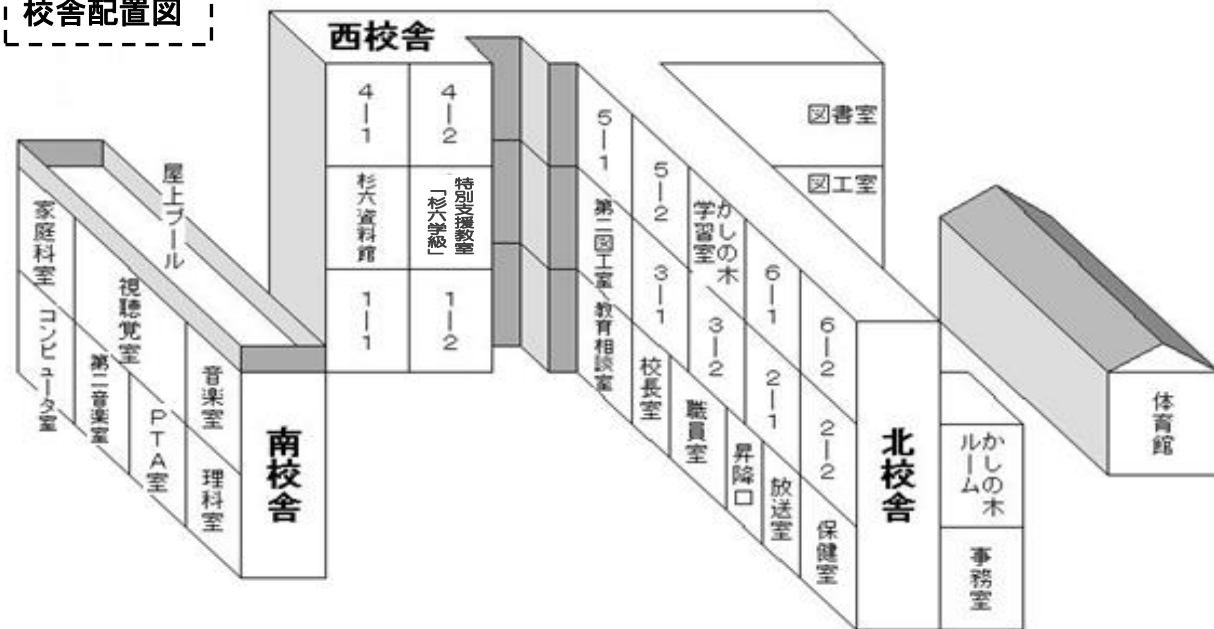 校舎配置図
西校舎
4―1
4―2
杉六資料館
特別支援教室
「杉六学級」
1―1
1―2
屋上プール
家庭科室
視聴覚室
音楽室
コンピュータ室
第二音楽室
PTA室
理科室
南校舎
5―1
5―2
かしの木
学習室
6―1
6―2
第二図工室
3―1
3―2
2―1
2―2
教育相談室
校長室
職員室
昇降口
放送室
保健室
北校舎
図書室
図工室
かしの木
ルーム
事務室
体育館